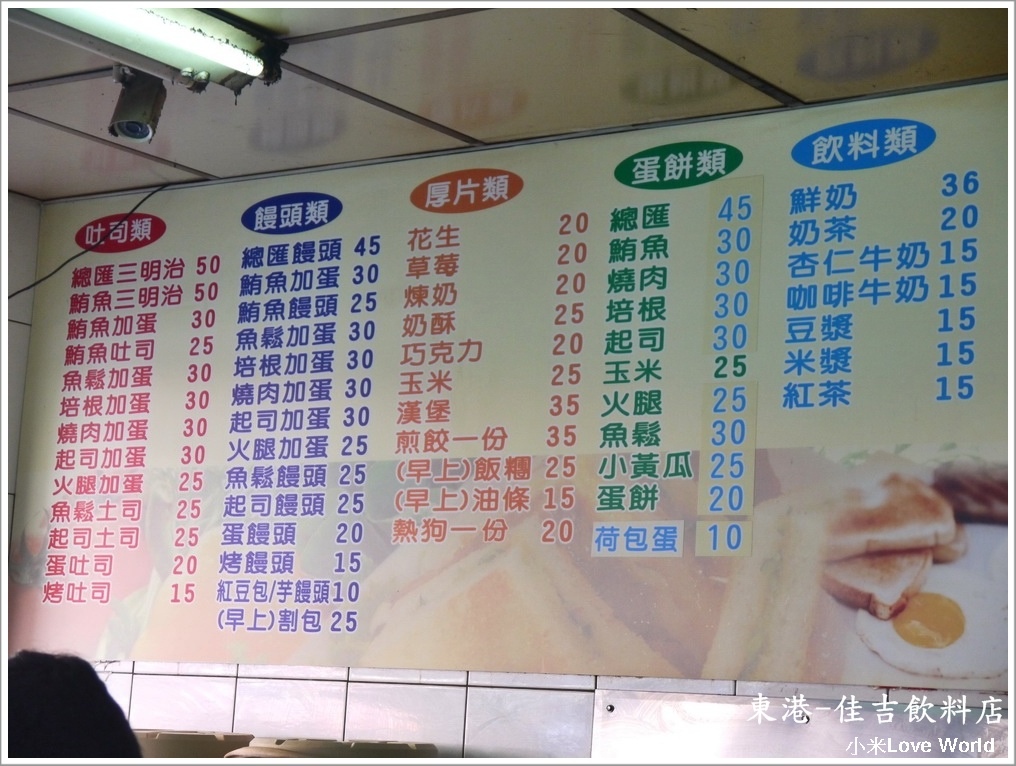 吐司類
總匯三明治 50
鮪魚三明治 50
鮪魚加蛋 30
鮪魚吐司 25
魚鬆加蛋 30
培根加蛋 30
燒肉加蛋 30
起司加蛋 30
火腿加蛋 25
魚鬆土司 25
起司土司 25
蛋吐司 20
烤吐司 15
饅頭類
總匯饅頭 45
鮪魚加蛋 30
鮪魚饅頭 25
魚鬆加蛋 30
培根加蛋 30
燒肉加蛋 30
起司加蛋 30
火腿加蛋 25
魚鬆饅頭 25
起司饅頭 25
蛋饅頭 20
烤饅頭 15
紅豆包/芋饅頭10
(早上)割包 25
厚片類
花生 20
草莓 20
煉奶 20
奶酥 25
巧克力 20
玉米 25
漢堡 35
煎餃一份 35
(早上)飯糰 25
(早上)油條 15
熱狗一份 20
蛋餅類
總匯 45
鮪魚 30
燒肉 30
培根 30
起司 30
玉米 25
火腿 25
魚鬆 30
小黃瓜 25
蛋餅 20
荷包蛋 10
飲料類
鮮奶 36
奶茶 20
杏仁牛奶 15
咖啡牛奶 15
豆漿 15
米漿 15
紅茶 15
東港-佳吉飲料店
小米Love World